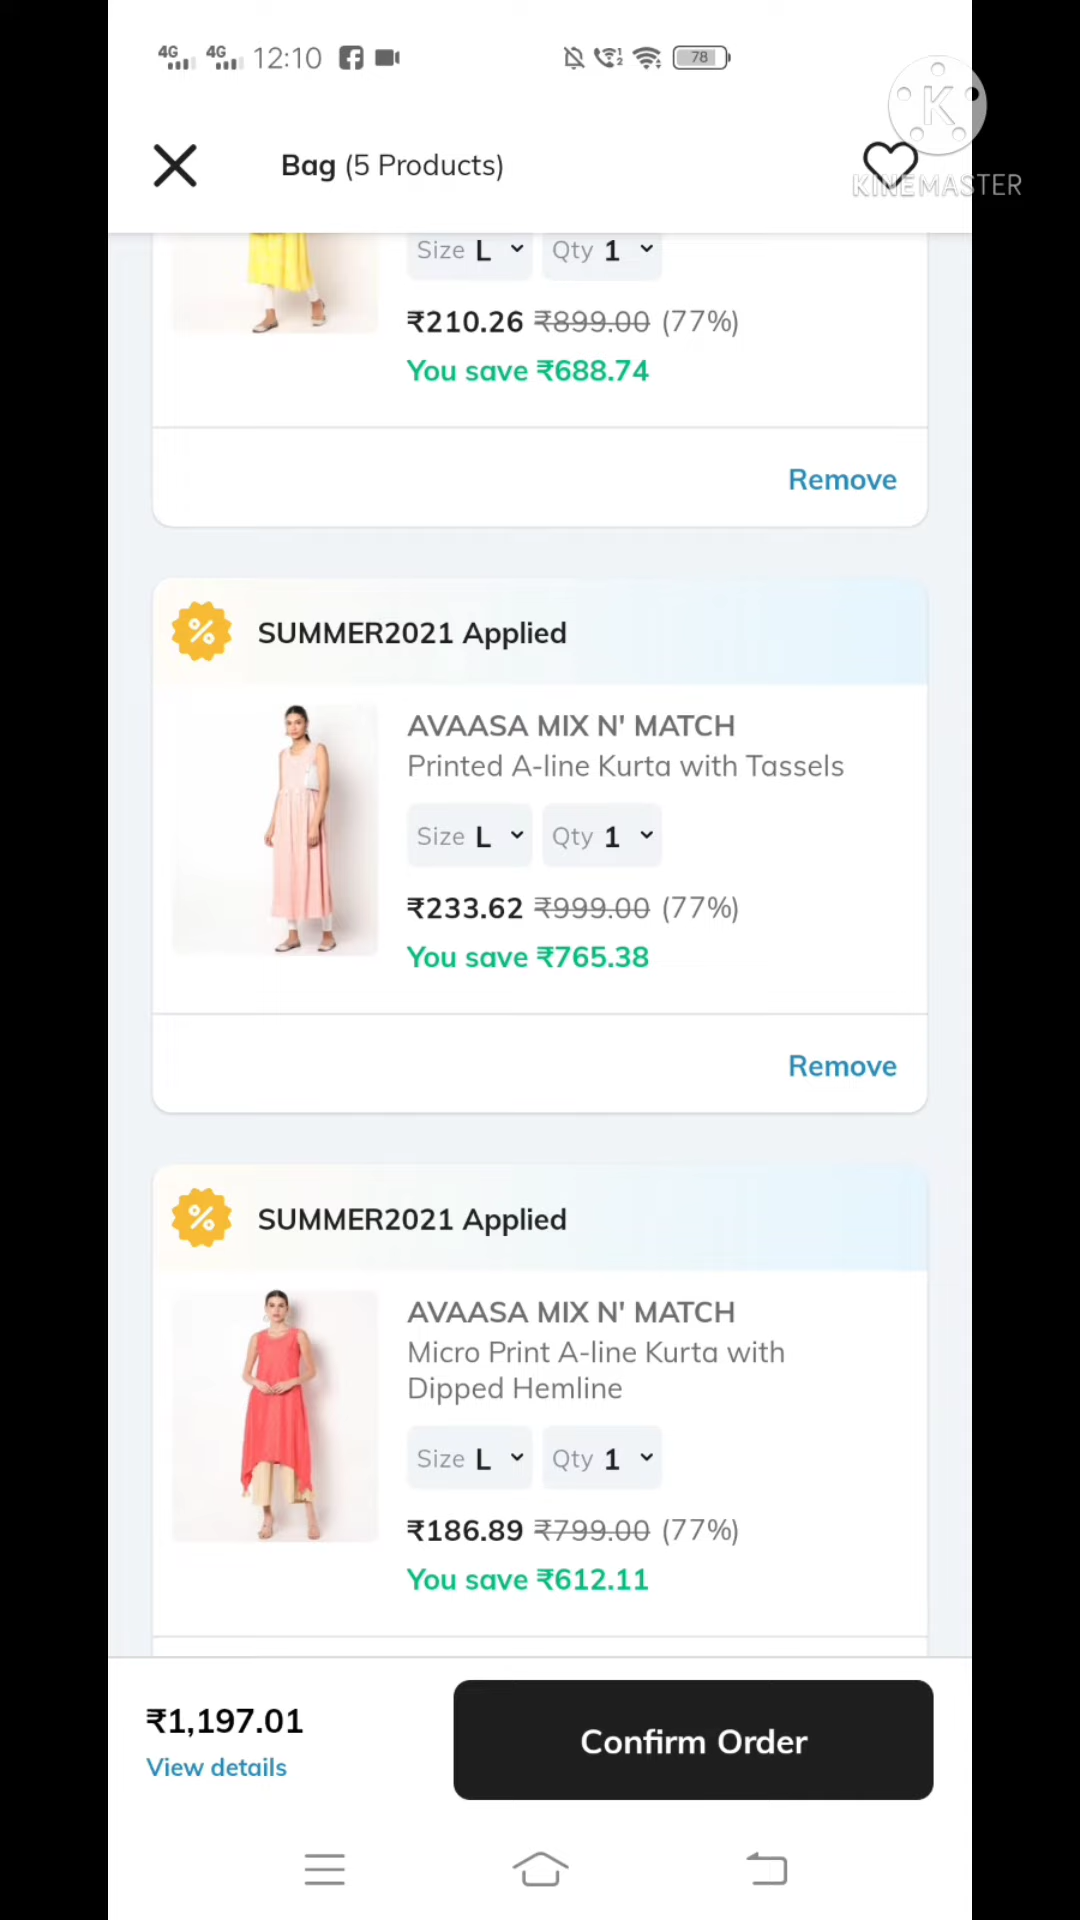 4G 4G 12:10 78
K
KINEMASTER
Bag (5 Products)
Size L Qty 1
₹210.26 ₹899.00 (77%)
You save ₹688.74
Remove
% SUMMER2021 Applied
AVAASA MIX N' MATCH
Printed A-line Kurta with Tassels
Size L Qty 1
₹233.62 ₹999.00 (77%)
You save ₹765.38
Remove
% SUMMER2021 Applied
AVAASA MIX N' MATCH
Micro Print A-line Kurta with
Dipped Hemline
Size L Qty 1
₹186.89 ₹799.00 (77%)
You save ₹612.11
₹1,197.01
View details
Confirm Order